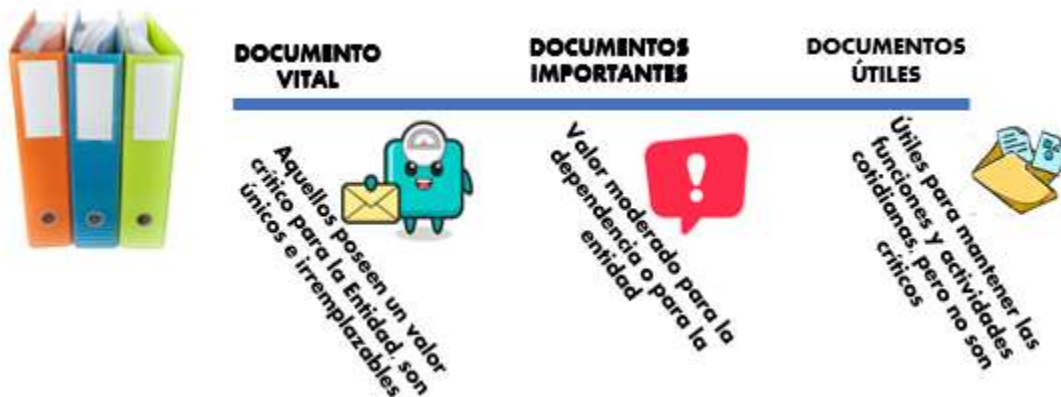 DOCUMENTO
VITAL
DOCUMENTOS
IMPORTANTES
DOCUMENTOS
ÚTILES
Aquellos poseen un valor
crítico para la Entidad, son
únicos e irremplazables
Valor moderado para la
dependencia o para la
entidad
Útiles para mantener las
funciones y actividades
cotidianas, pero no son
críticos